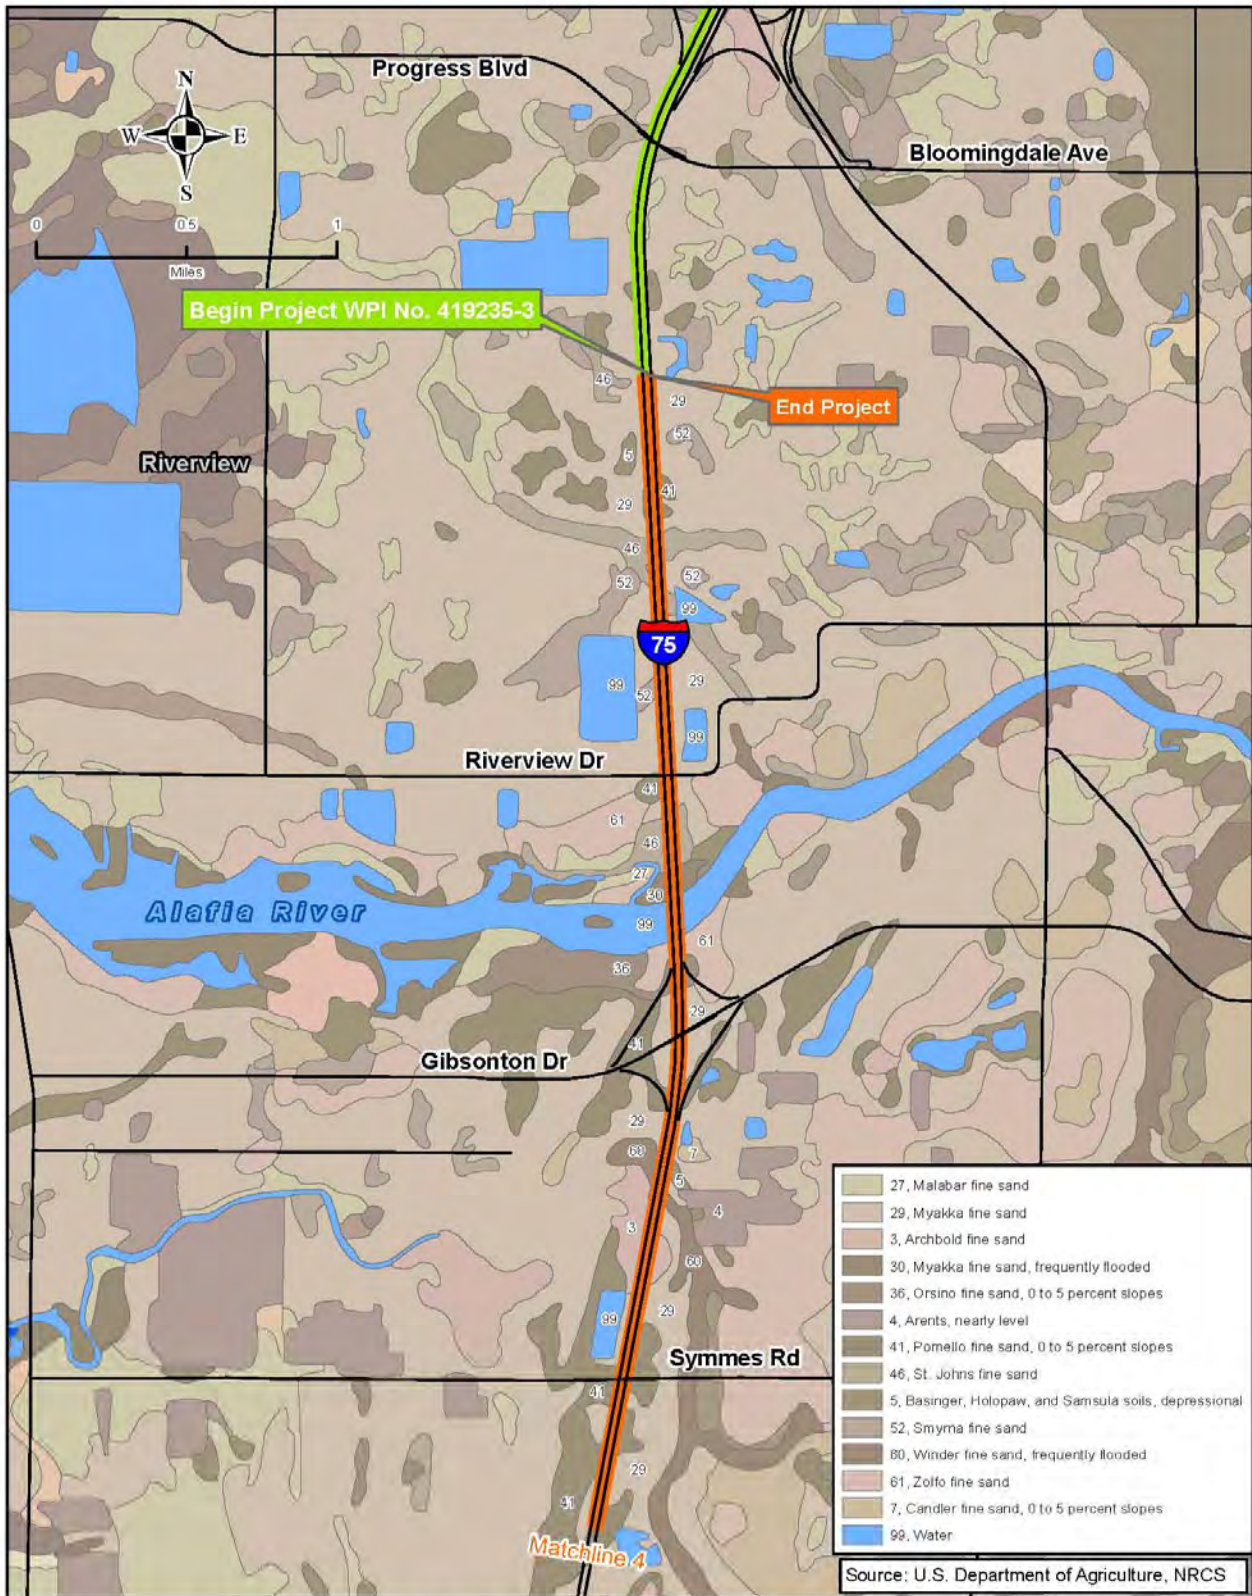 Progress Blvd
N
W E
S
Bloomingdale Ave
0 0.5 1
Miles
Begin Project WPI No. 419235-3
46
29
End Project
52
5
Riverview
41
29
46
52
52
99
75
29
99
52
99
Riverview Dr
41
61
46
27
30
Alafia River
99
61
36
29
41
Gibsonton Dr
29
60
7
5
4
3
60
29
99
Symmes Rd
41
29
41
Matchline 4
27, Malabar fine sand
29, Myakka fine sand
3, Archbold fine sand
30, Myakka fine sand, frequently flooded
36, Orsino fine sand, 0 to 5 percent slopes
4, Arents, nearly level
41, Pomello fine sand, 0 to 5 percent slopes
46, St. Johns fine sand
5, Basinger, Holopaw, and Samsula soils, depressional
52, Smyrna fine sand
60, Winder fine sand, frequently flooded
61, Zolfo fine sand
7, Candler fine sand, 0 to 5 percent slopes
99, Water
Source: U.S. Department of Agriculture, NRCS